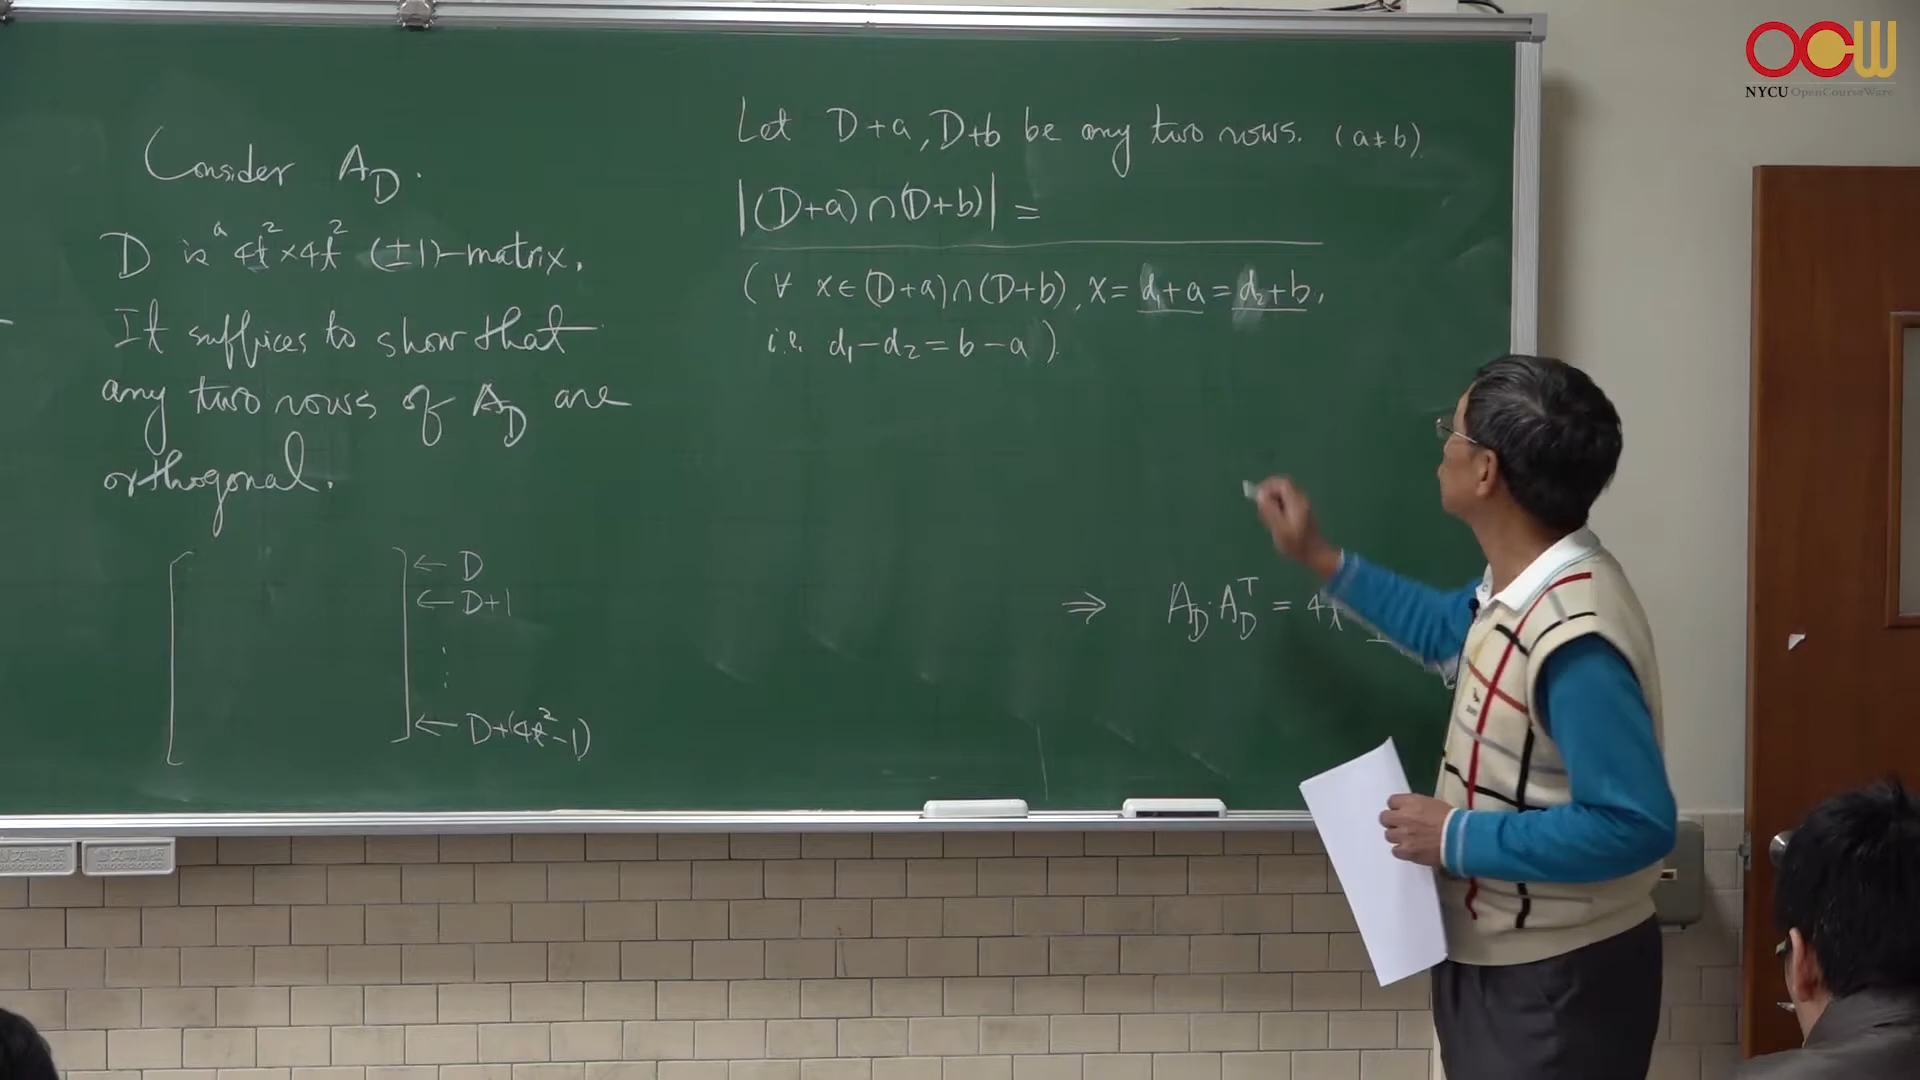 Consider A_D.
D is a 4t²×4t² (±1)-matrix.
It suffices to show that
any two rows of A_D are
orthogonal.
← D
← D+1
⋮
← D+(4t²-1)
Let D+a, D+b be any two rows. (a≠b).
|(D+a)∩(D+b)| =
(∀ x∈(D+a)∩(D+b), x= d₁+a = d₂+b,
i.e. d₁-d₂=b-a).
⇒ A_D·A_D^T = 4t
OCW
NYCU OpenCourseWare